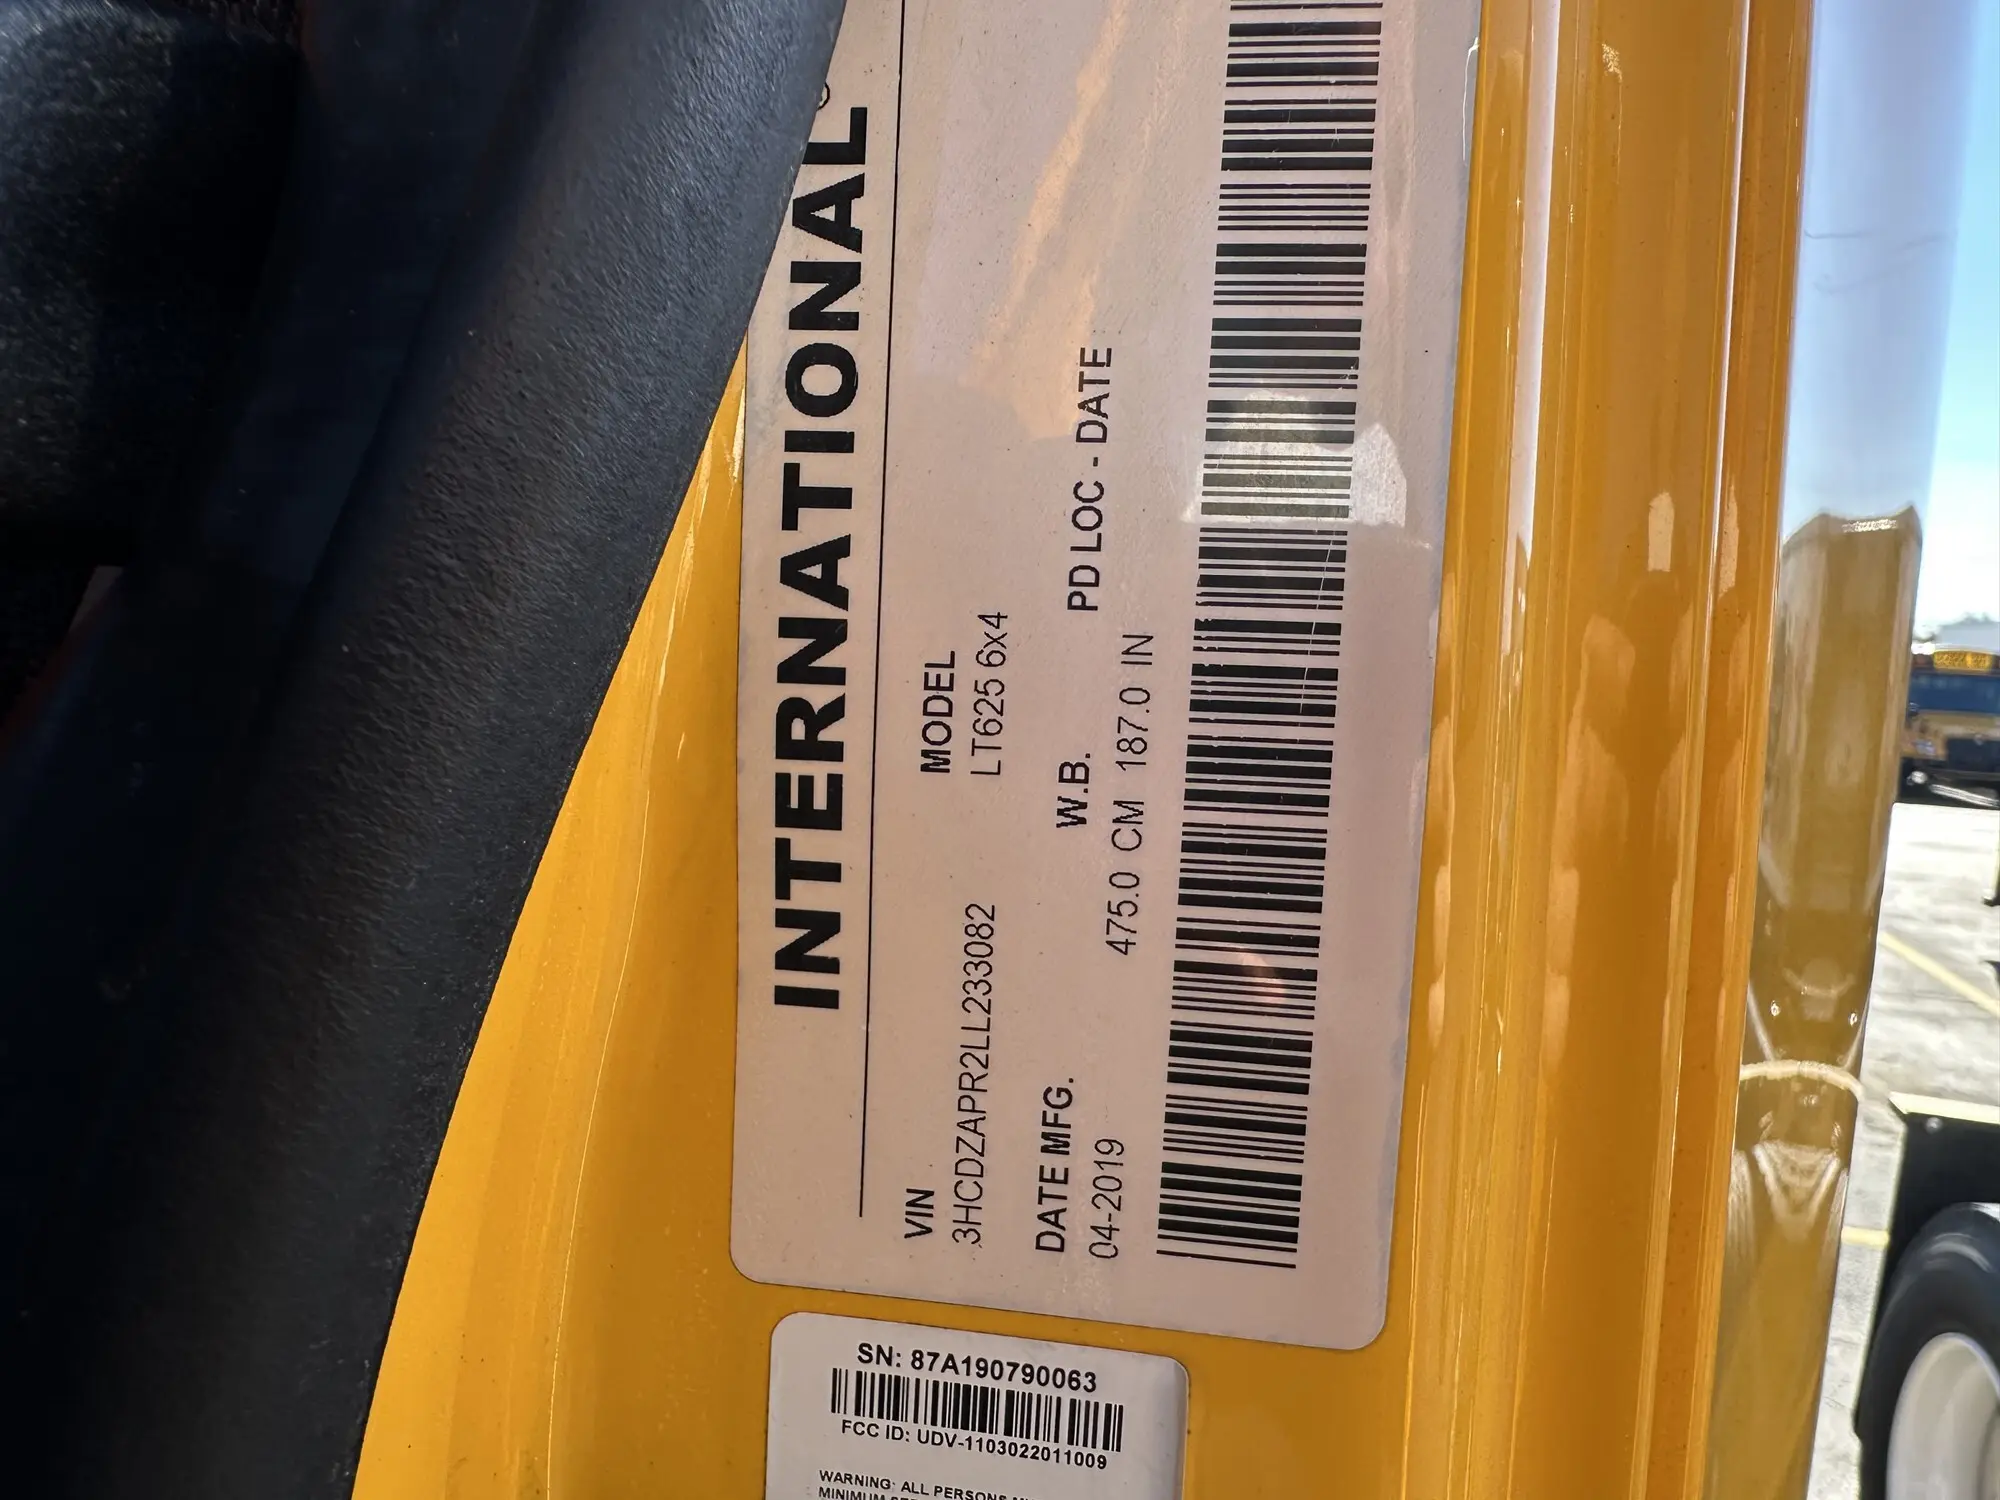 INTERNATIONAL®
VIN MODEL
3HCDZAPR2LL233082 LT625 6x4
DATE MFG. W.B. PD LOC - DATE
04-2019 475.0 CM 187.0 IN
SN: 87A190790063
FCC ID: UDV-1103022011009
WARNING: ALL PERSONS
MINIMUM